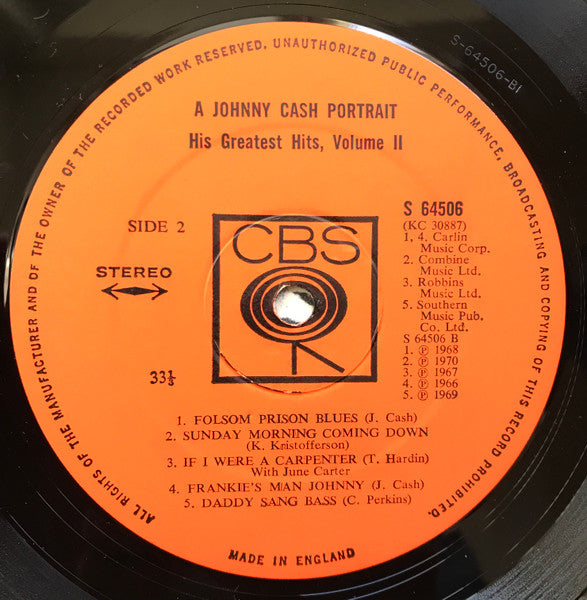 ALL RIGHTS OF THE MANUFACTURER AND OF THE OWNER OF THE RECORDED WORK RESERVED. UNAUTHORIZED PUBLIC PERFORMANCE, BROADCASTING AND COPYING OF THIS RECORD PROHIBITED.
S-64506-B1
A JOHNNY CASH PORTRAIT
His Greatest Hits, Volume II
SIDE 2
STEREO
33⅓
CBS
S 64506
(KC 30887)
1, 4. Carlin
Music Corp.
2. Combine
Music Ltd.
3. Robbins
Music Ltd.
5. Southern
Music Pub.
Co. Ltd.
S 64506 B
1. ℗ 1968
2. ℗ 1970
3. ℗ 1967
4. ℗ 1966
5. ℗ 1969
1. FOLSOM PRISON BLUES (J. Cash)
2. SUNDAY MORNING COMING DOWN
(K. Kristofferson)
3. IF I WERE A CARPENTER (T. Hardin)
With June Carter
4. FRANKIE'S MAN JOHNNY (J. Cash)
5. DADDY SANG BASS (C. Perkins)
MADE IN ENGLAND